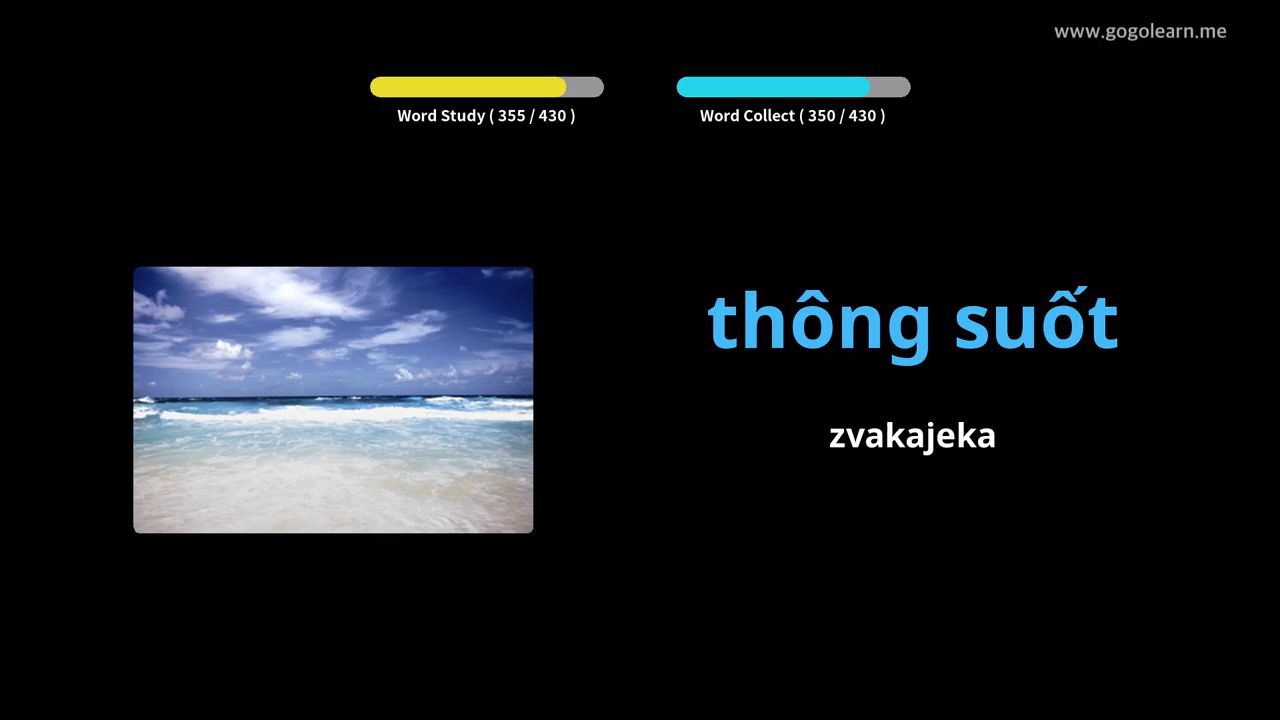 www.gogolearn.me
Word Study ( 355 / 430 )
Word Collect ( 350 / 430 )
thông suốt
zvakajeka